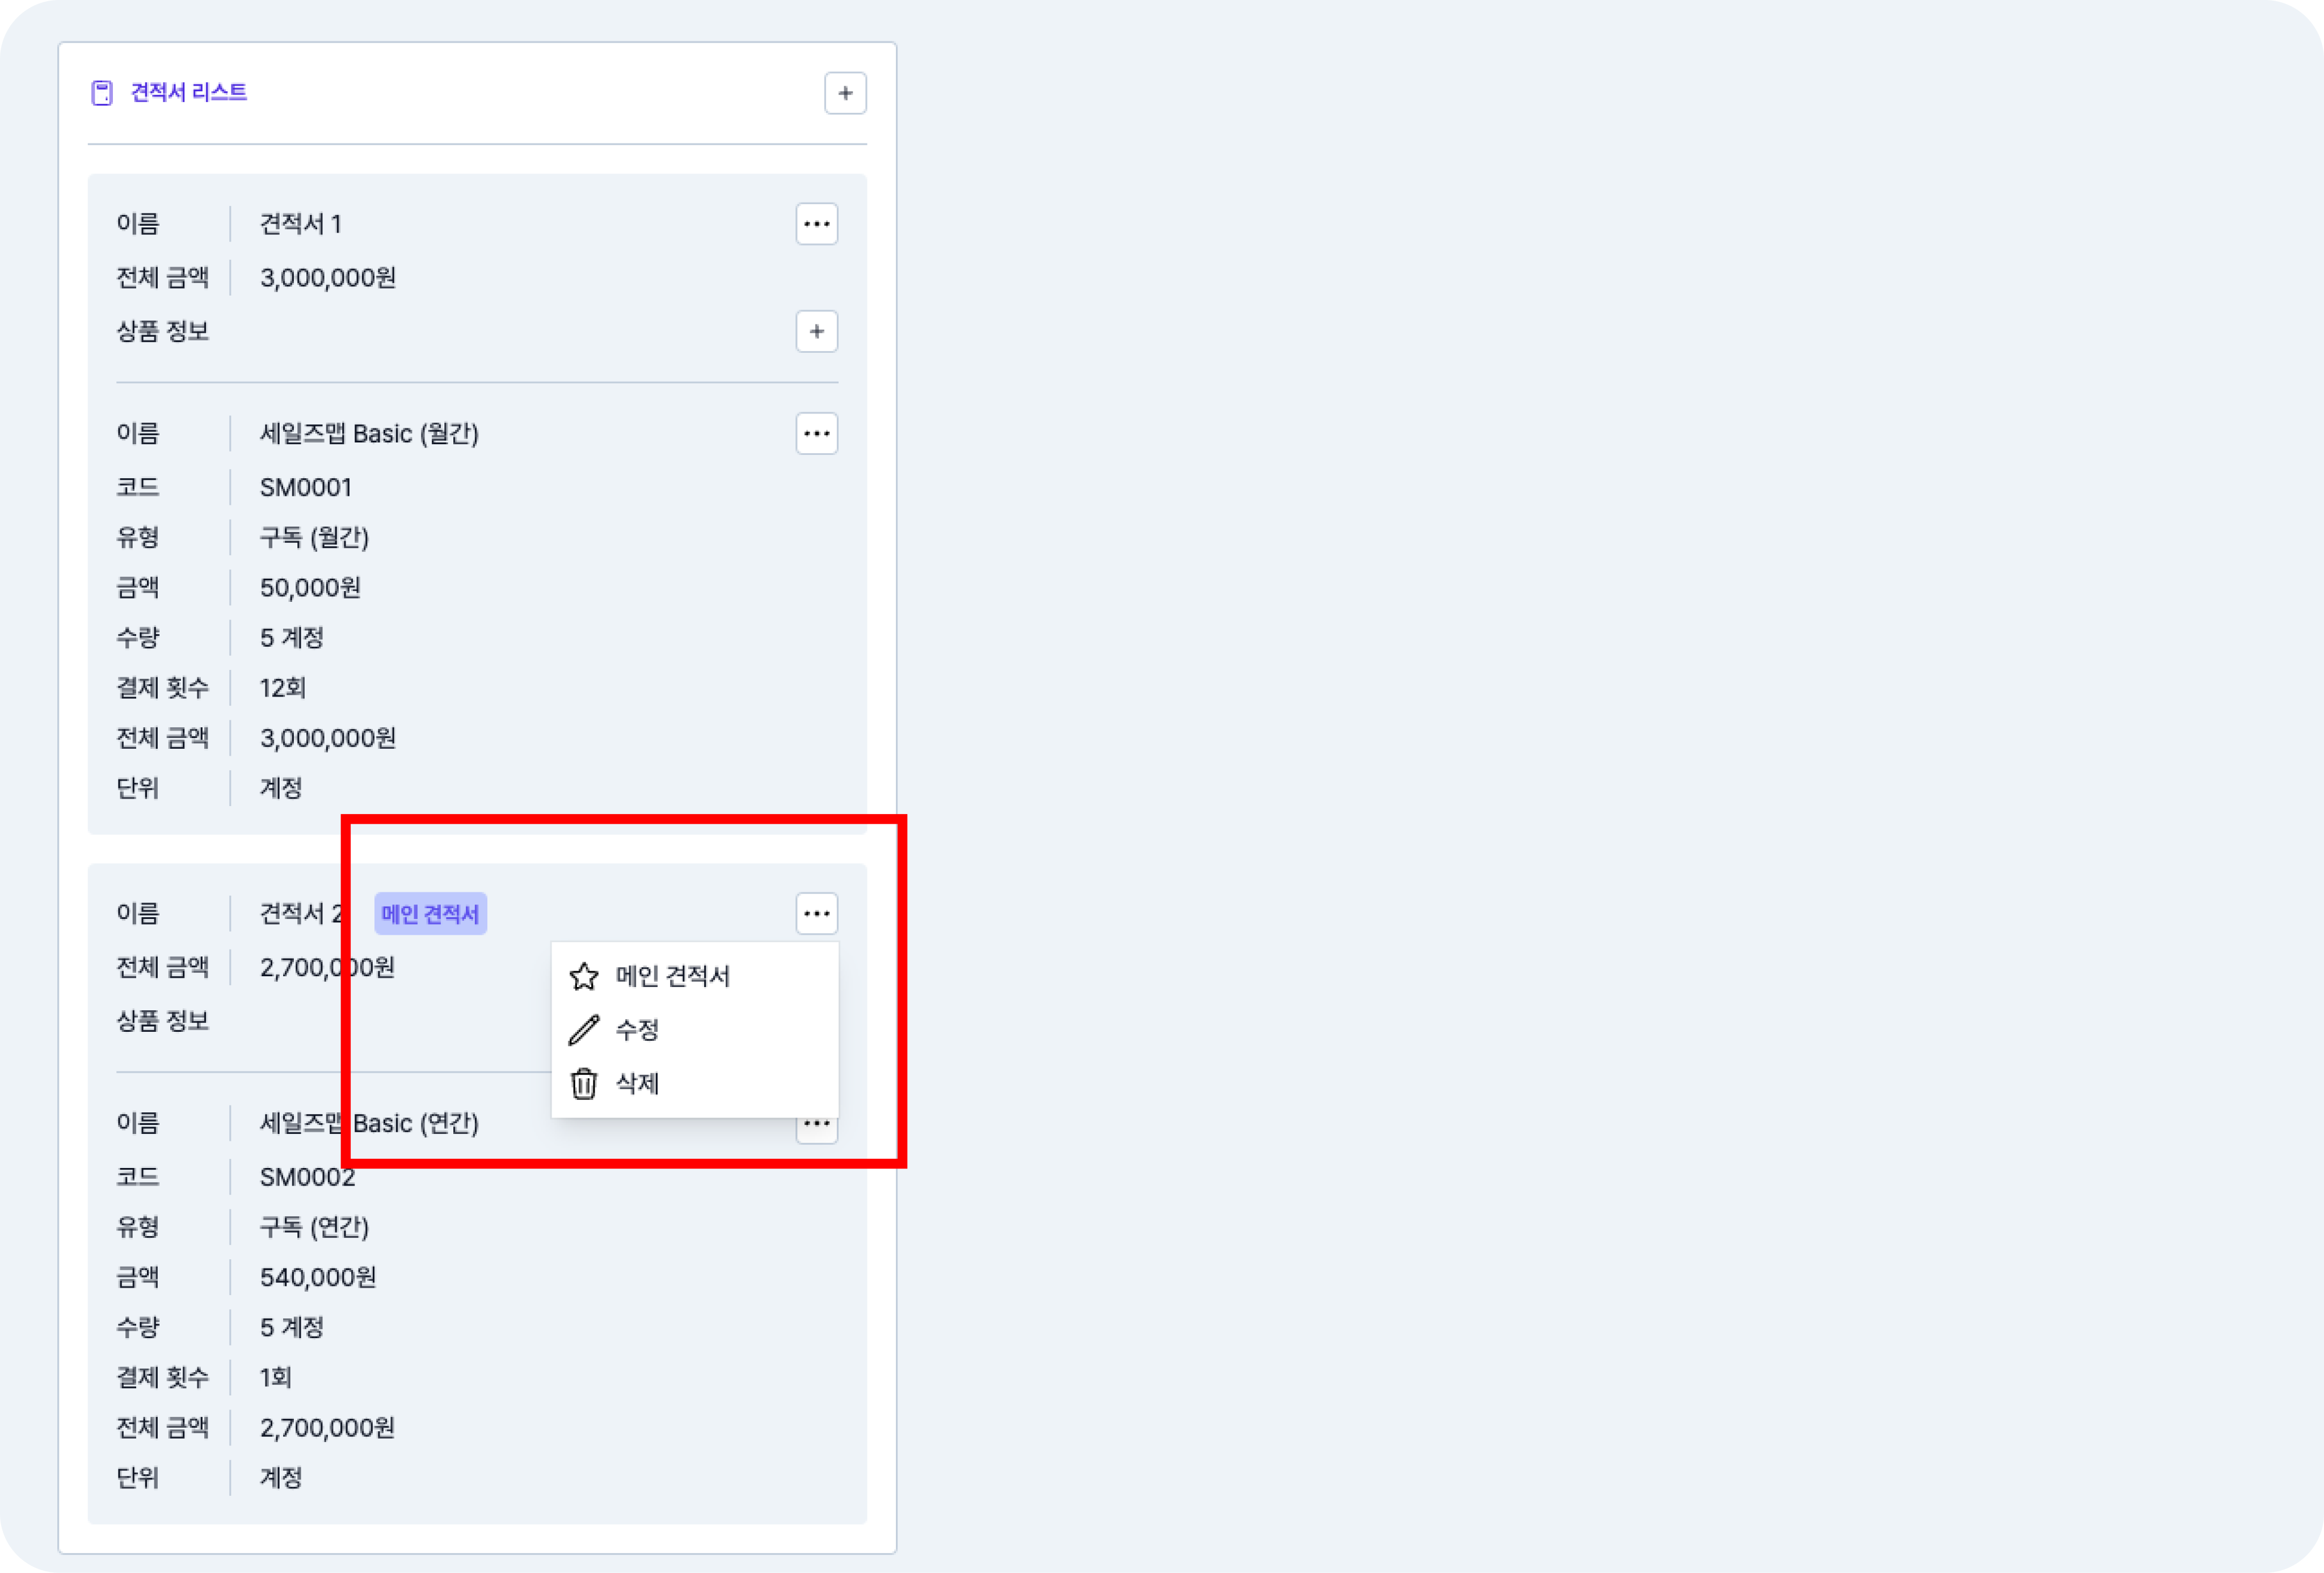 견적서 리스트
이름 견적서 1
전체 금액 3,000,000원
상품 정보
이름 세일즈맵 Basic (월간)
코드 SM0001
유형 구독 (월간)
금액 50,000원
수량 5 계정
결제 횟수 12회
전체 금액 3,000,000원
단위 계정
이름 견적서 2 메인 견적서
전체 금액 2,700,000원
메인 견적서
상품 정보
수정
삭제
이름 세일즈맵 Basic (연간)
코드 SM0002
유형 구독 (연간)
금액 540,000원
수량 5 계정
결제 횟수 1회
전체 금액 2,700,000원
단위 계정